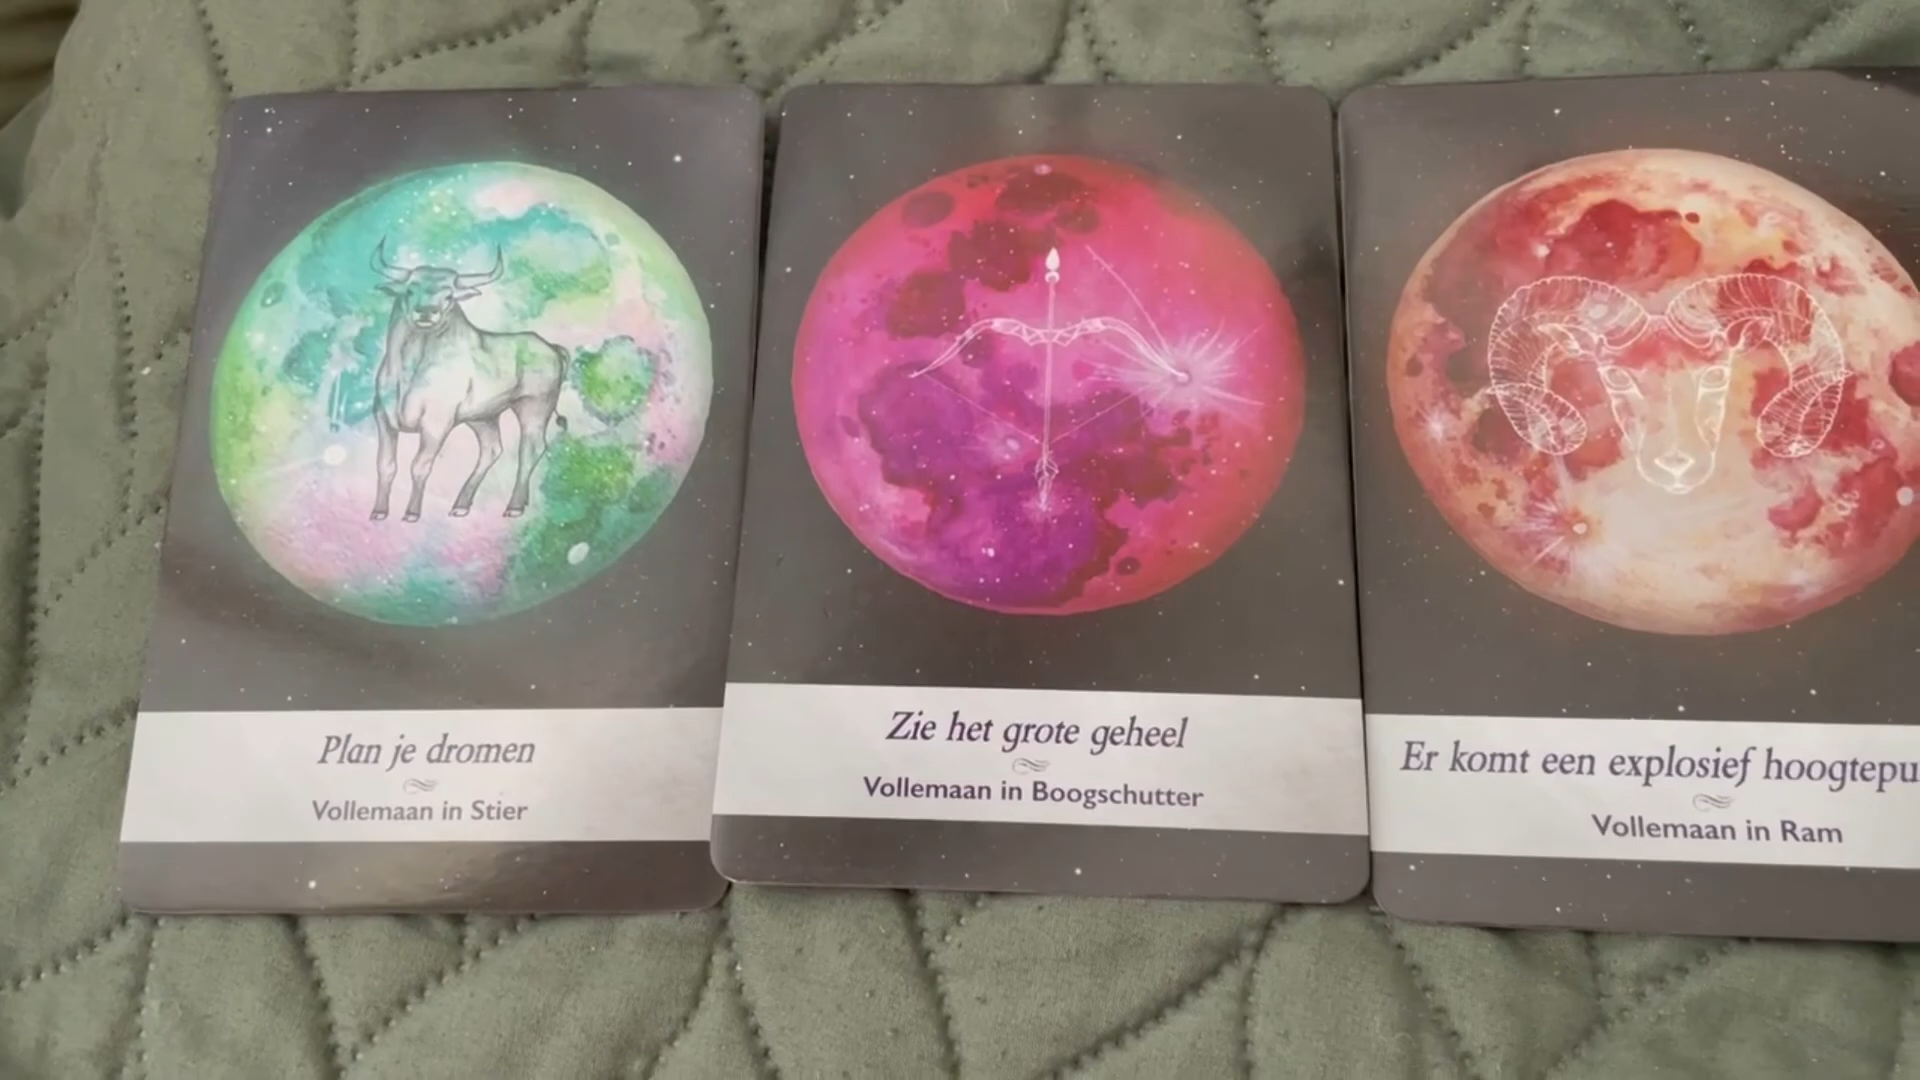 Plan je dromen
Vollemaan in Stier
Zie het grote geheel
Vollemaan in Boogschutter
Er komt een explosief
Vollemaan in Ram